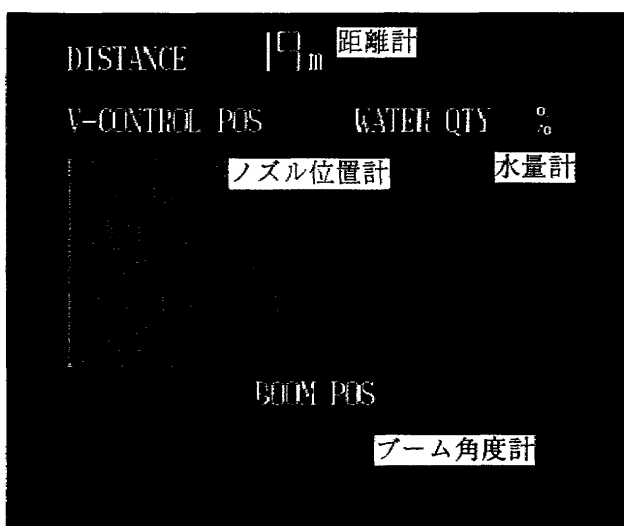 DISTANCE 19m 距離計
V-CONTROL POS WATER QTY %
ノズル位置計 水量計
BOOM POS
ブーム角度計